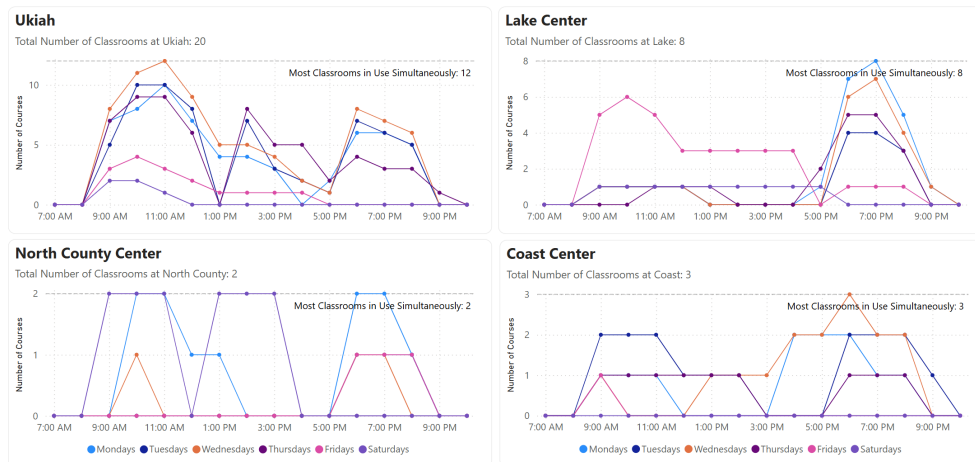 Ukiah
Total Number of Classrooms at Ukiah: 20
Most Classrooms in Use Simultaneously: 12
Number of Courses
10
5
0
7:00 AM 9:00 AM 11:00 AM 1:00 PM 3:00 PM 5:00 PM 7:00 PM 9:00 PM
Lake Center
Total Number of Classrooms at Lake: 8
Most Classrooms in Use Simultaneously: 8
Number of Courses
8
6
4
2
0
7:00 AM 9:00 AM 11:00 AM 1:00 PM 3:00 PM 5:00 PM 7:00 PM 9:00 PM
North County Center
Total Number of Classrooms at North County: 2
Most Classrooms in Use Simultaneously: 2
Number of Courses
2
1
0
7:00 AM 9:00 AM 11:00 AM 1:00 PM 3:00 PM 5:00 PM 7:00 PM 9:00 PM
Mondays Tuesdays Wednesdays Thursdays Fridays Saturdays
Coast Center
Total Number of Classrooms at Coast: 3
Most Classrooms in Use Simultaneously: 3
Number of Courses
3
2
1
0
7:00 AM 9:00 AM 11:00 AM 1:00 PM 3:00 PM 5:00 PM 7:00 PM 9:00 PM
Mondays Tuesdays Wednesdays Thursdays Fridays Saturdays